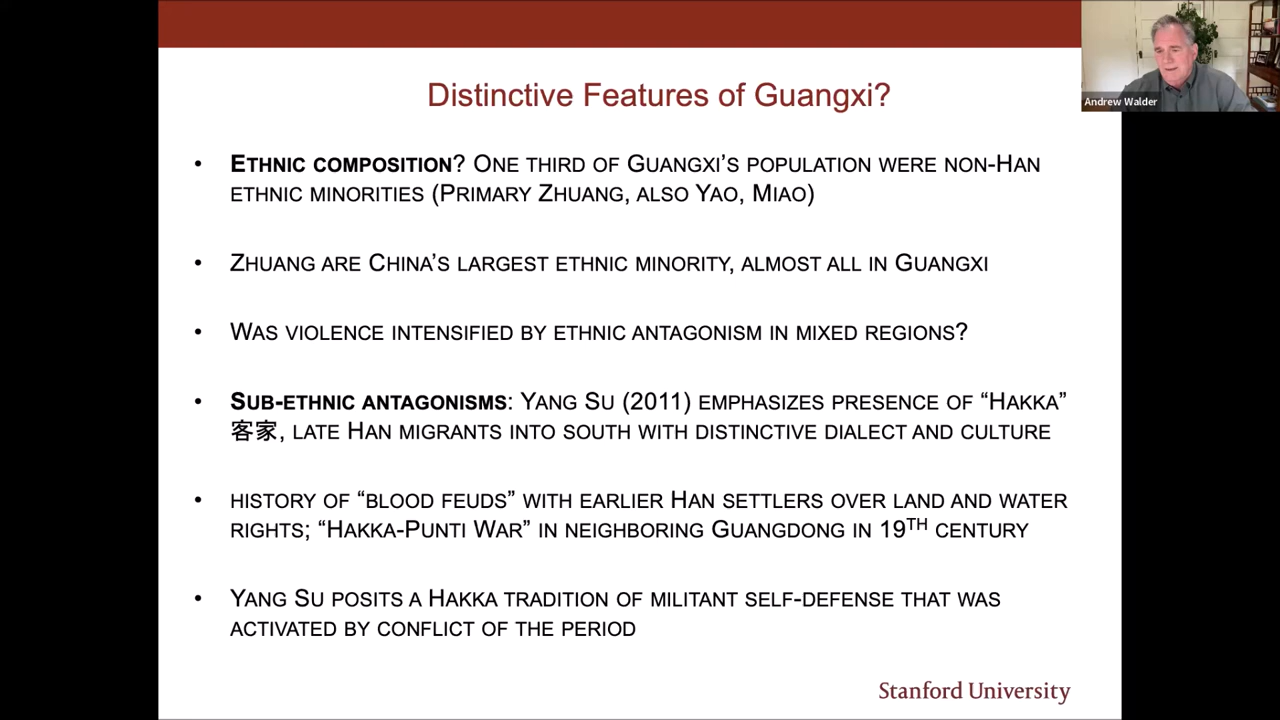 Distinctive Features of Guangxi?
Andrew Walder
• ETHNIC COMPOSITION? ONE THIRD OF GUANGXI'S POPULATION WERE NON-HAN
ETHNIC MINORITIES (PRIMARY ZHUANG, ALSO YAO, MIAO)
• ZHUANG ARE CHINA'S LARGEST ETHNIC MINORITY, ALMOST ALL IN GUANGXI
• WAS VIOLENCE INTENSIFIED BY ETHNIC ANTAGONISM IN MIXED REGIONS?
• SUB-ETHNIC ANTAGONISMS: YANG SU (2011) EMPHASIZES PRESENCE OF “HAKKA”
客家, LATE HAN MIGRANTS INTO SOUTH WITH DISTINCTIVE DIALECT AND CULTURE
• HISTORY OF “BLOOD FEUDS” WITH EARLIER HAN SETTLERS OVER LAND AND WATER
RIGHTS; “HAKKA-PUNTI WAR” IN NEIGHBORING GUANGDONG IN 19TH CENTURY
• YANG SU POSITS A HAKKA TRADITION OF MILITANT SELF-DEFENSE THAT WAS
ACTIVATED BY CONFLICT OF THE PERIOD
Stanford University